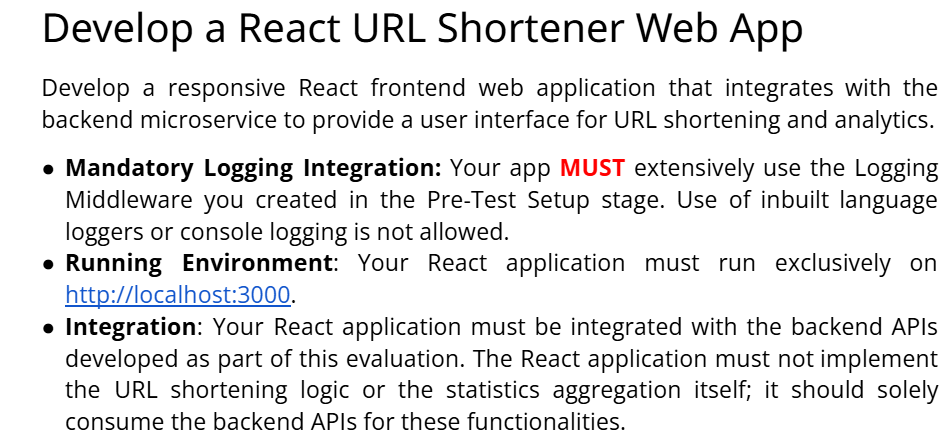 Develop a React URL Shortener Web App
Develop a responsive React frontend web application that integrates with the
backend microservice to provide a user interface for URL shortening and analytics.
● Mandatory Logging Integration: Your app MUST extensively use the Logging
Middleware you created in the Pre-Test Setup stage. Use of inbuilt language
loggers or console logging is not allowed.
● Running Environment: Your React application must run exclusively on
http://localhost:3000.
● Integration: Your React application must be integrated with the backend APIs
developed as part of this evaluation. The React application must not implement
the URL shortening logic or the statistics aggregation itself; it should solely
consume the backend APIs for these functionalities.